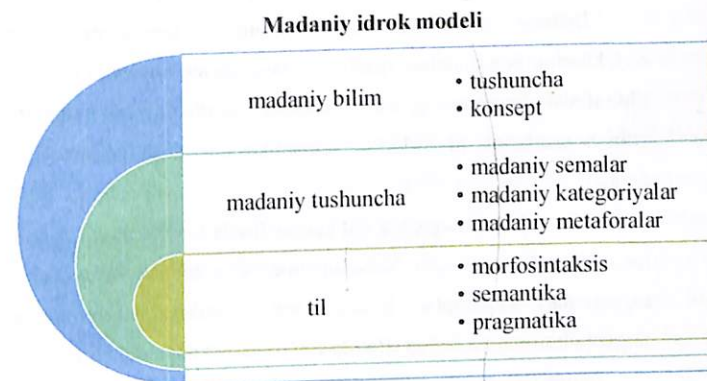 Madaniy idrok modeli
madaniy bilim
• tushuncha
• konsept
madaniy tushuncha
• madaniy semalar
• madaniy kategoriyalar
• madaniy metaforalar
til
• morfosintaksis
• semantika
• pragmatika